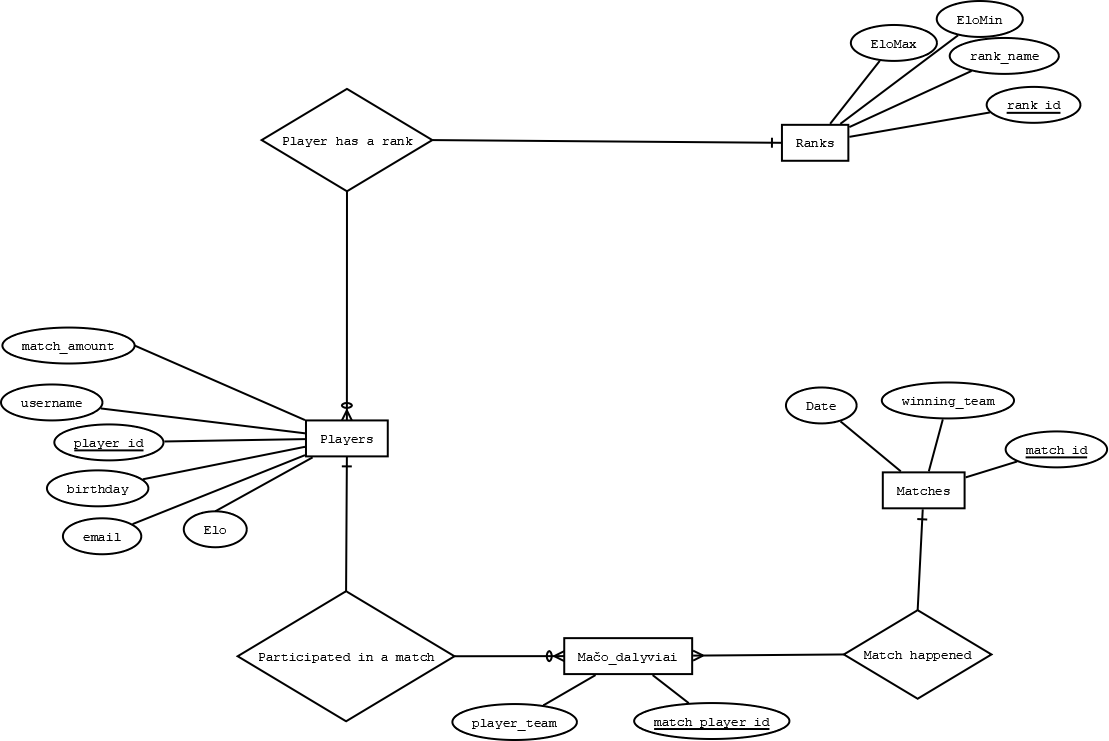 EloMin
EloMax
rank_name
rank_id
Player has a rank
Ranks
match_amount
username
player_id
birthday
email
Elo
Players
Date
winning_team
match_id
Matches
Participated in a match
Mačo_dalyviai
Match happened
player_team
match_player_id